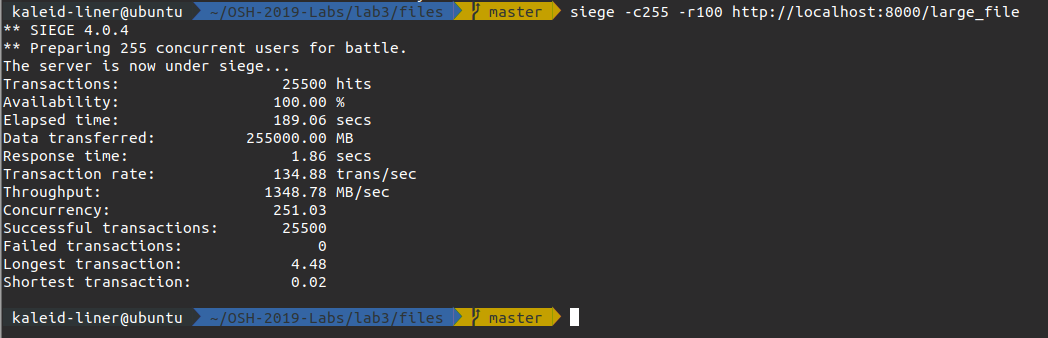 kaleid-liner@ubuntu ~/OSH-2019-Labs/lab3/files master siege -c255 -r100 http://localhost:8000/large_file
** SIEGE 4.0.4
** Preparing 255 concurrent users for battle.
The server is now under siege...
Transactions: 25500 hits
Availability: 100.00 %
Elapsed time: 189.06 secs
Data transferred: 255000.00 MB
Response time: 1.86 secs
Transaction rate: 134.88 trans/sec
Throughput: 1348.78 MB/sec
Concurrency: 251.03
Successful transactions: 25500
Failed transactions: 0
Longest transaction: 4.48
Shortest transaction: 0.02
kaleid-liner@ubuntu ~/OSH-2019-Labs/lab3/files master